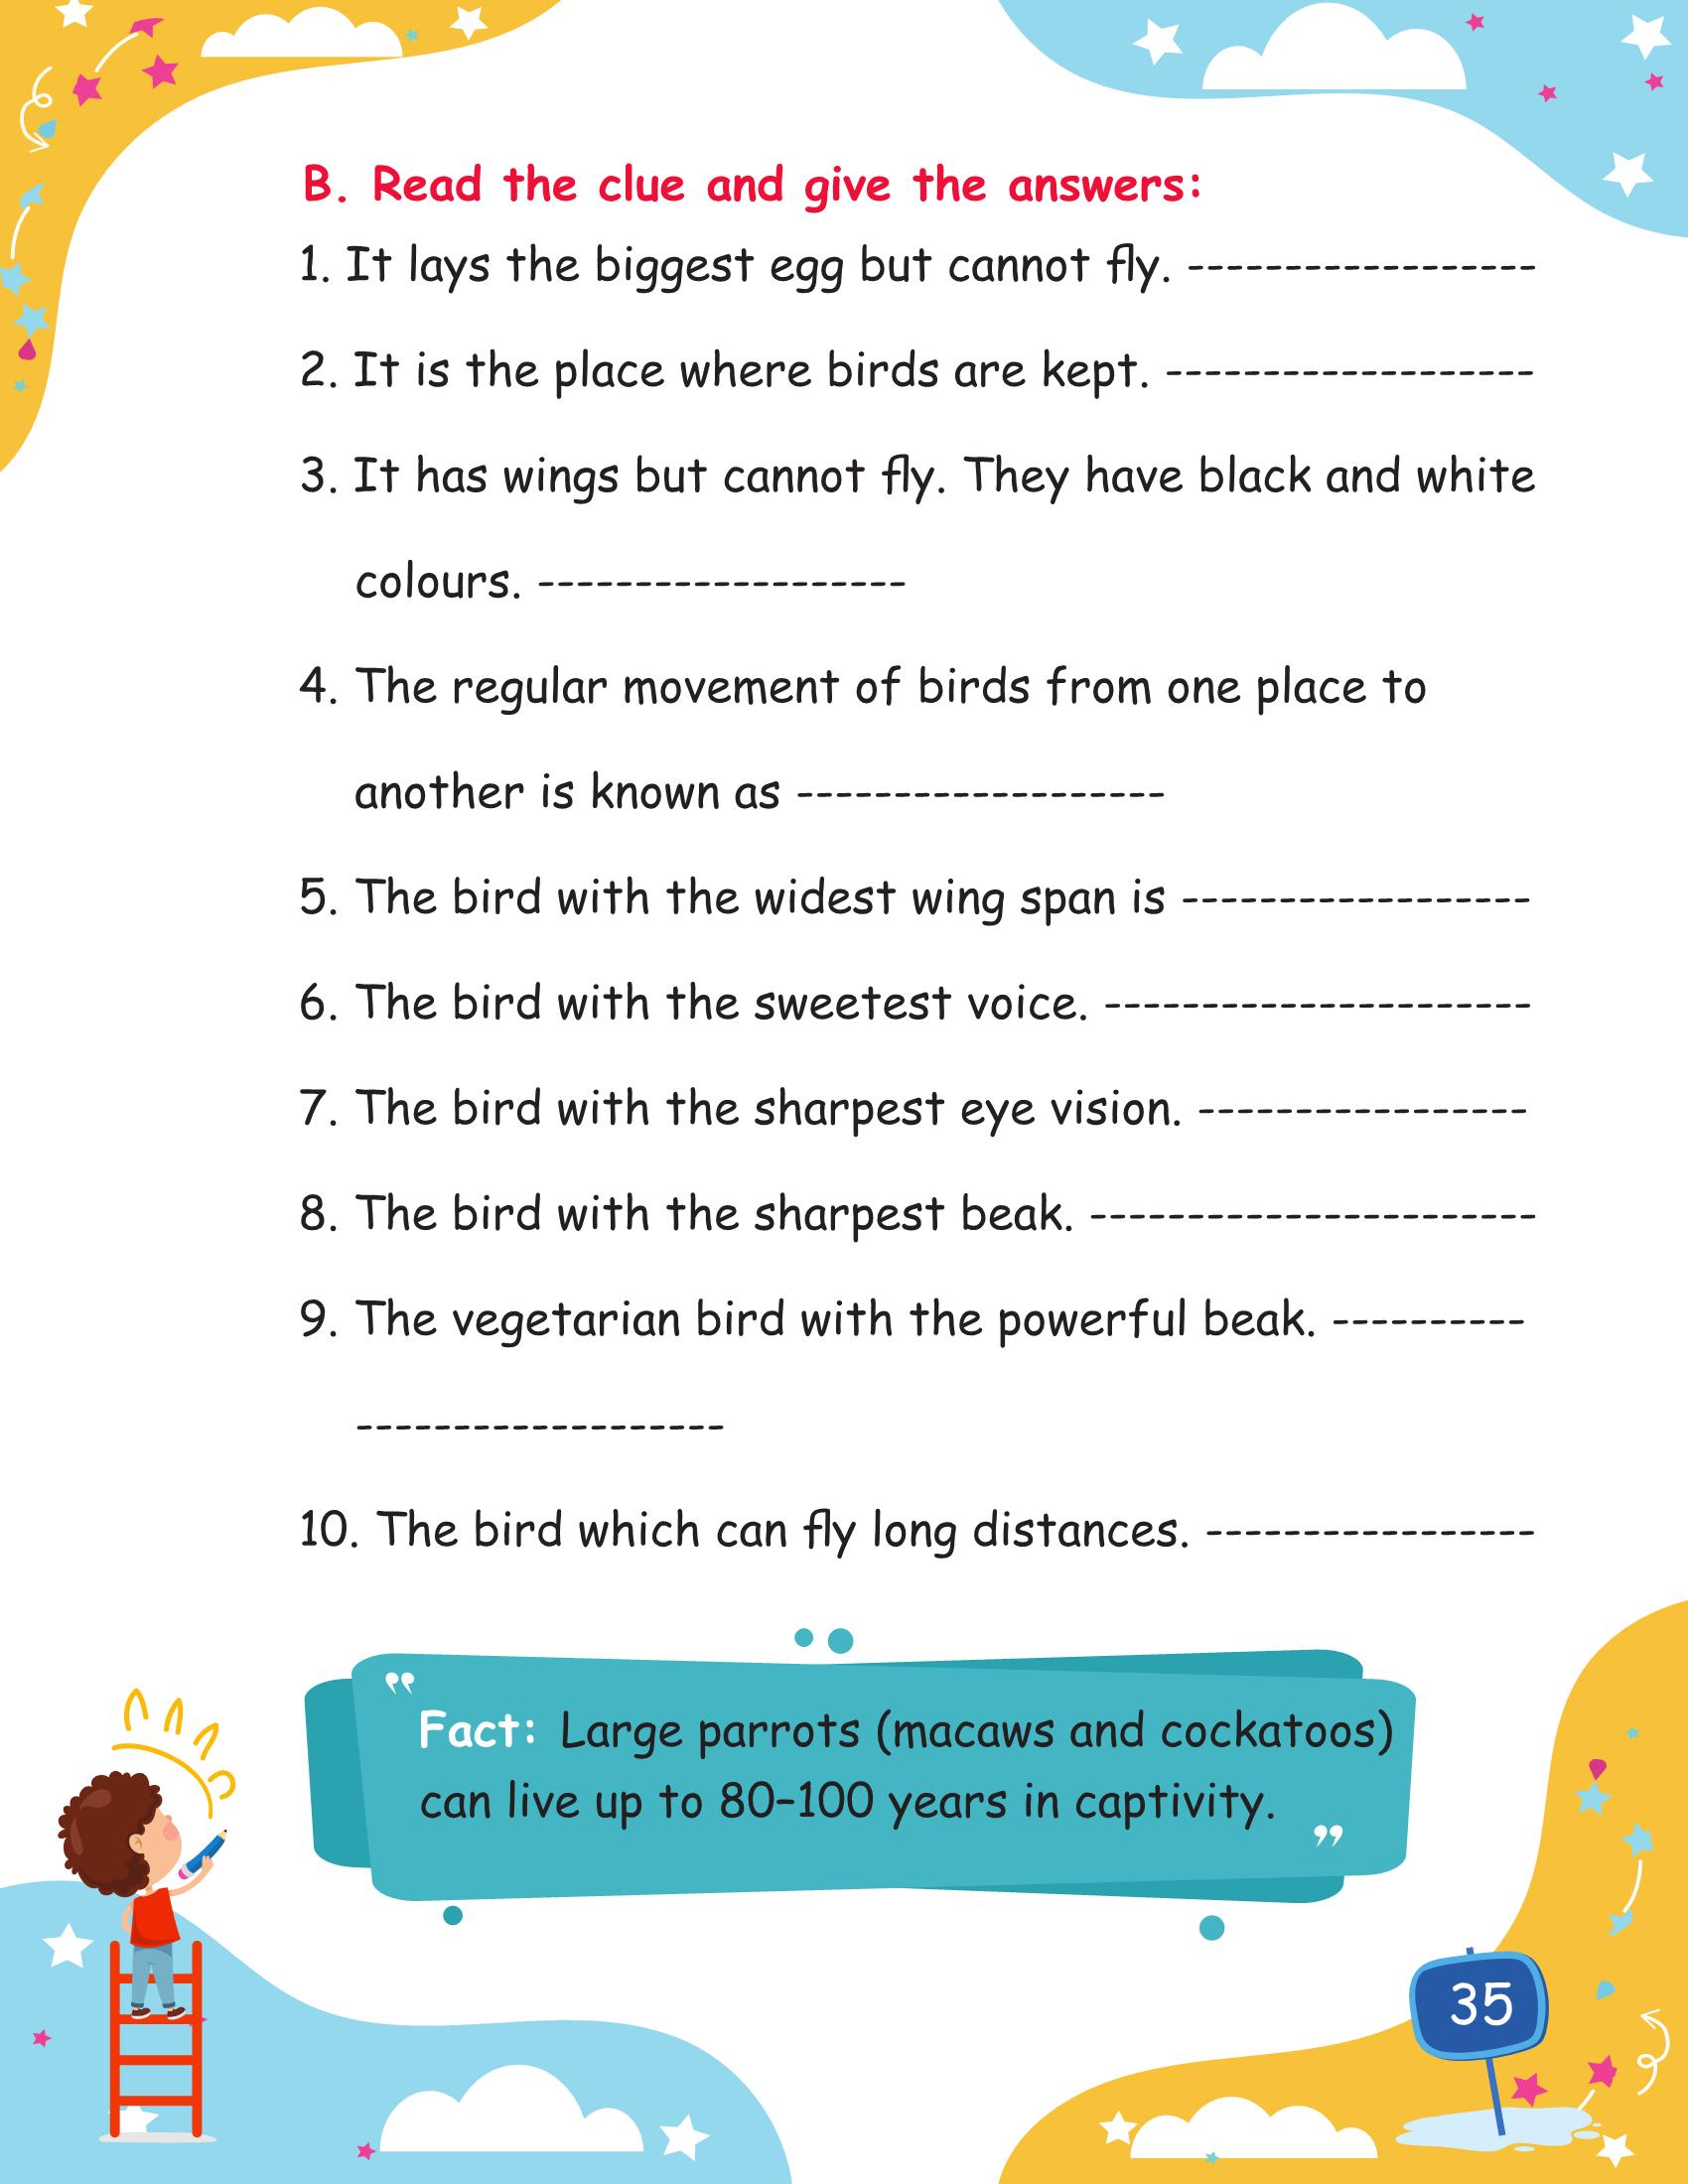 B. Read the clue and give the answers:
1. It lays the biggest egg but cannot fly. ------------------
2. It is the place where birds are kept. -------------------
3. It has wings but cannot fly. They have black and white
colours. -------------------
4. The regular movement of birds from one place to
another is known as -------------------
5. The bird with the widest wing span is ------------------
6. The bird with the sweetest voice. ----------------------
7. The bird with the sharpest eye vision. -----------------
8. The bird with the sharpest beak. -----------------------
9. The vegetarian bird with the powerful beak. ----------
-------------------
10. The bird which can fly long distances. -----------------
"Fact: Large parrots (macaws and cockatoos)
can live up to 80-100 years in captivity."
35